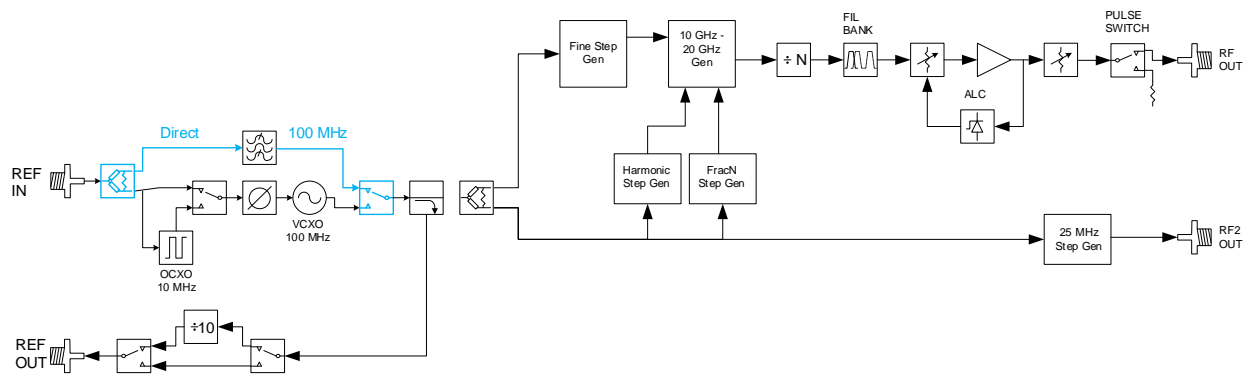 FIL
BANK
PULSE
SWITCH
Fine Step
Gen
10 GHz -
20 GHz
Gen
÷ N
RF
OUT
ALC
Direct
100 MHz
REF
IN
Harmonic
Step Gen
FracN
Step Gen
VCXO
100 MHz
OCXO
10 MHz
25 MHz
Step Gen
RF2
OUT
÷10
REF
OUT